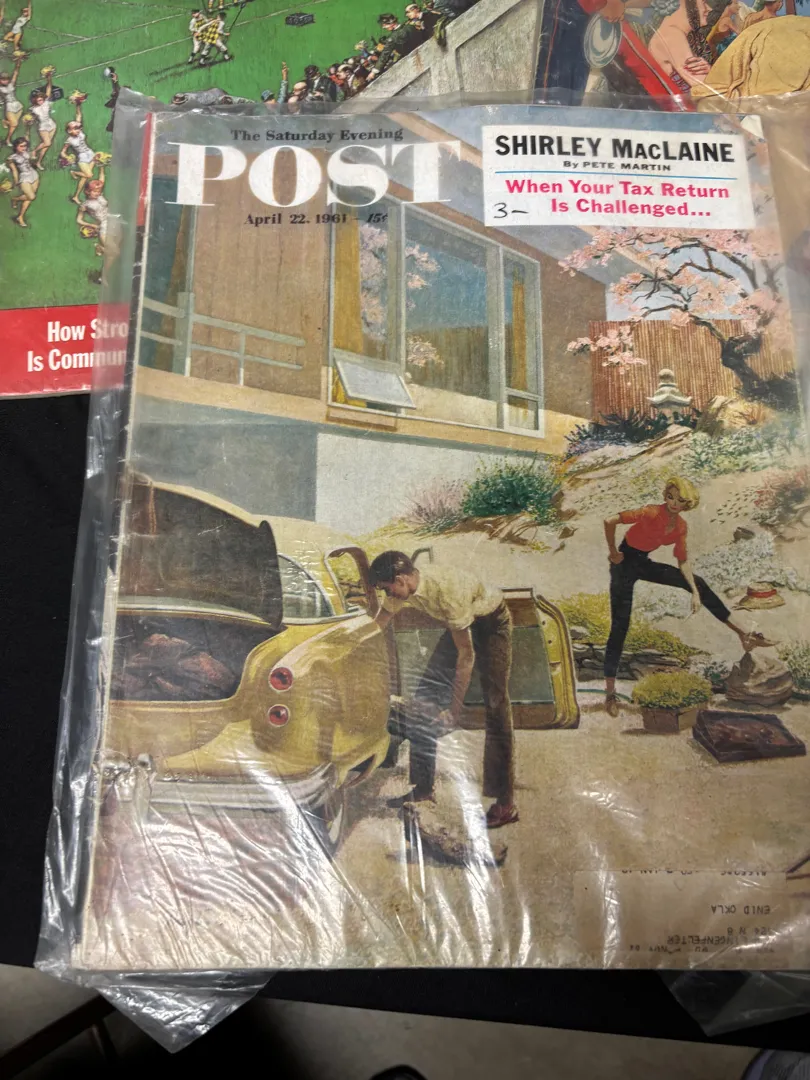 The Saturday Evening
POST
April 22, 1961 – 15¢
SHIRLEY MacLAINE
By PETE MARTIN
When Your Tax Return
Is Challenged...
3-
How Stro
Is Commun
ENID OKLA
LINGENFELTER